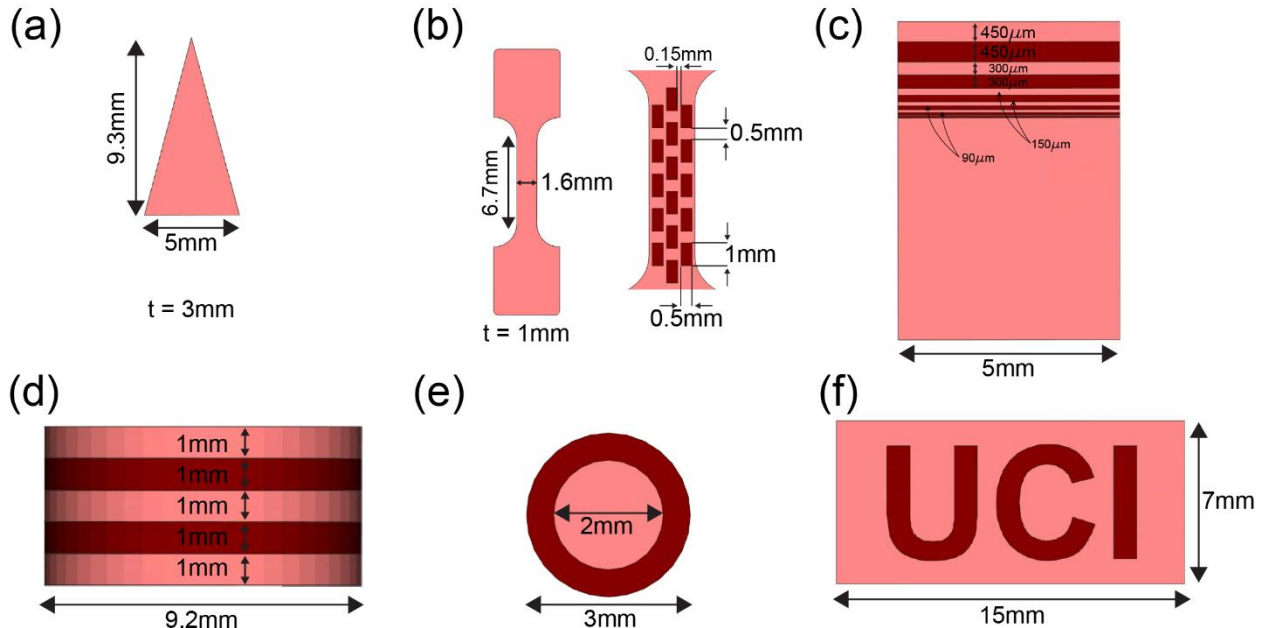 (a)
9.3mm
5mm
t = 3mm
(b)
0.15mm
6.7mm
1.6mm
0.5mm
1mm
0.5mm
t = 1mm
(c)
450μm
450μm
300μm
300μm
150μm
90μm
5mm
(d)
1mm
1mm
1mm
1mm
1mm
9.2mm
(e)
2mm
3mm
(f)
UCI
7mm
15mm